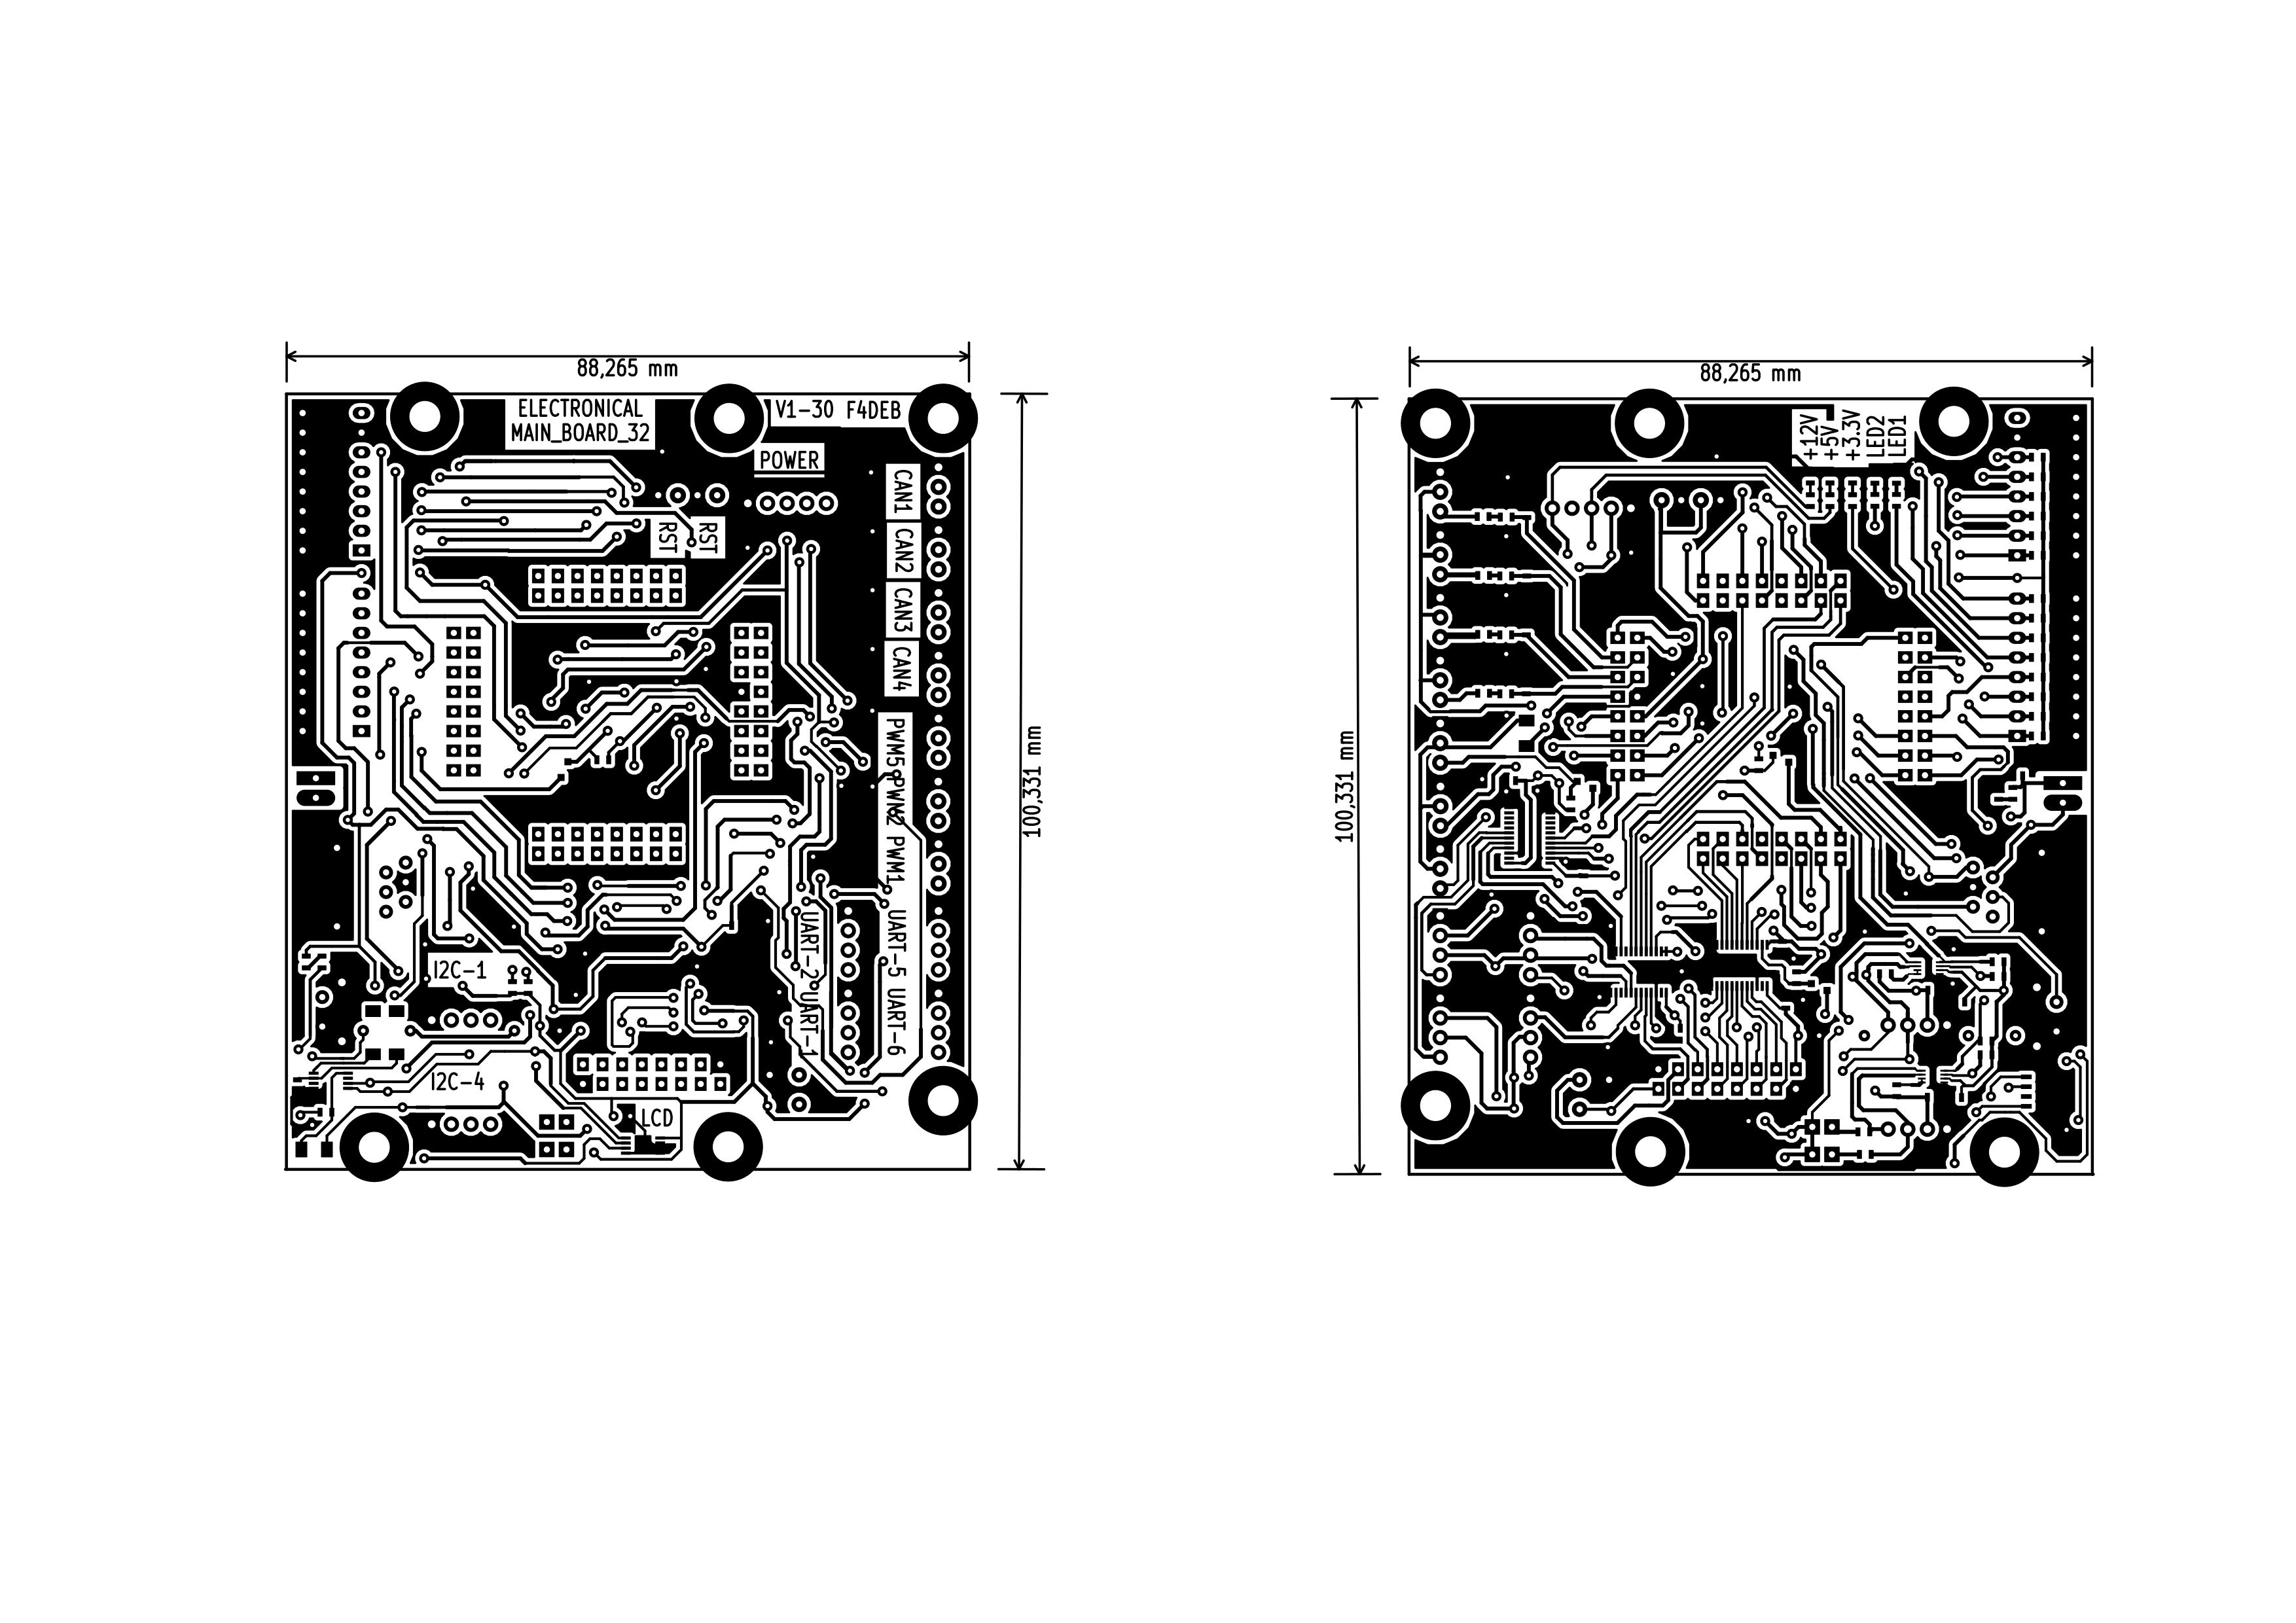 88,265 mm
ELECTRONICAL
MAIN_BOARD_32
V1-30 F4DEB
POWER
CAN1
RST
RST
CAN2
CAN3
CAN4
PWM5 PWM2 PWM1
100,331 mm
UART-2 UART-1
UART-5 UART-6
I2C-1
I2C-4
LCD
88,265 mm
+12V
+5V
+3.3V
LED2
LED1
100,331 mm